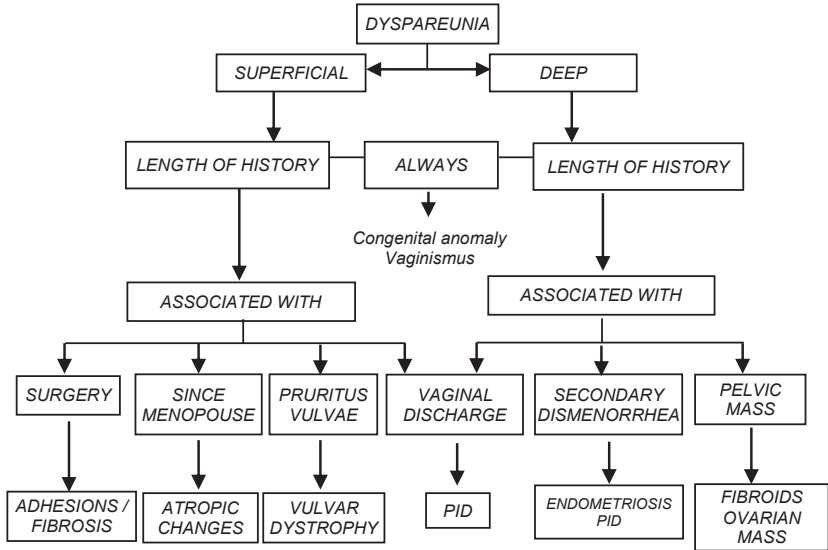 DYSPAREUNIA
SUPERFICIAL
DEEP
LENGTH OF HISTORY
ALWAYS
LENGTH OF HISTORY
Congenital anomaly
Vaginismus
ASSOCIATED WITH
ASSOCIATED WITH
SURGERY
SINCE
MENOPOUSE
PRURITUS
VULVAE
VAGINAL
DISCHARGE
SECONDARY
DISMENORRHEA
PELVIC
MASS
ADHESIONS /
FIBROSIS
ATROPIC
CHANGES
VULVAR
DYSTROPHY
PID
ENDOMETRIOSIS
PID
FIBROIDS
OVARIAN
MASS